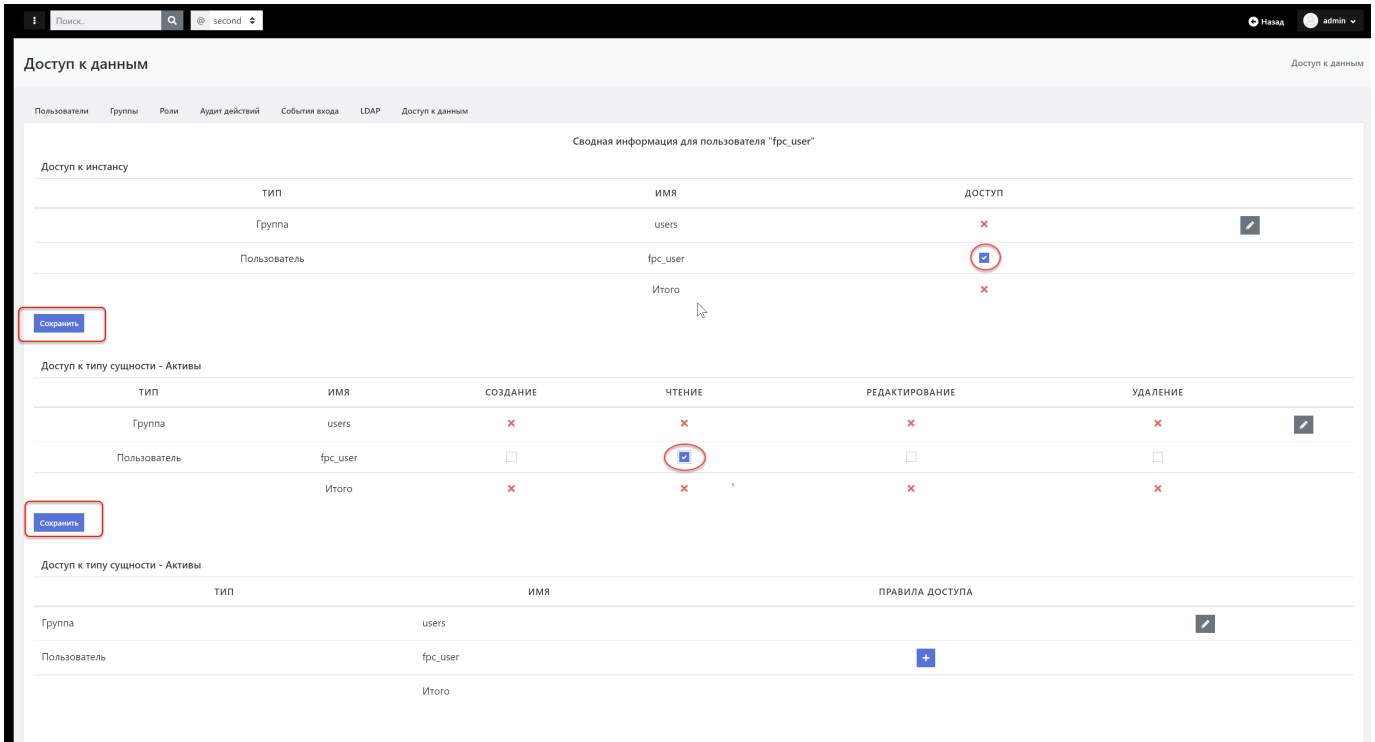 Поиск.. @ second Назад admin
Доступ к данным Доступ к данным
Пользователи Группы Роли Аудит действий События входа LDAP Доступ к данным
Сводная информация для пользователя "fpc_user"
Доступ к инстансу
ТИП ИМЯ ДОСТУП
Группа users
Пользователь fpc_user
Итого
Сохранить
Доступ к типу сущности - Активы
ТИП ИМЯ СОЗДАНИЕ ЧТЕНИЕ РЕДАКТИРОВАНИЕ УДАЛЕНИЕ
Группа users
Пользователь fpc_user
Итого
Сохранить
Доступ к типу сущности - Активы
ТИП ИМЯ ПРАВИЛА ДОСТУПА
Группа users
Пользователь fpc_user
Итого